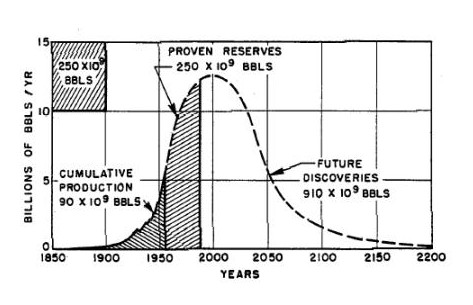 BILLIONS OF BBLS / YR
15
10
5
0
250 X10⁹
BBLS
PROVEN RESERVES
250 X 10⁹ BBLS
CUMULATIVE
PRODUCTION
90 X 10⁹ BBLS
FUTURE
DISCOVERIES
910 X 10⁹ BBLS
1850 1900 1950 2000 2050 2100 2150 2200
YEARS